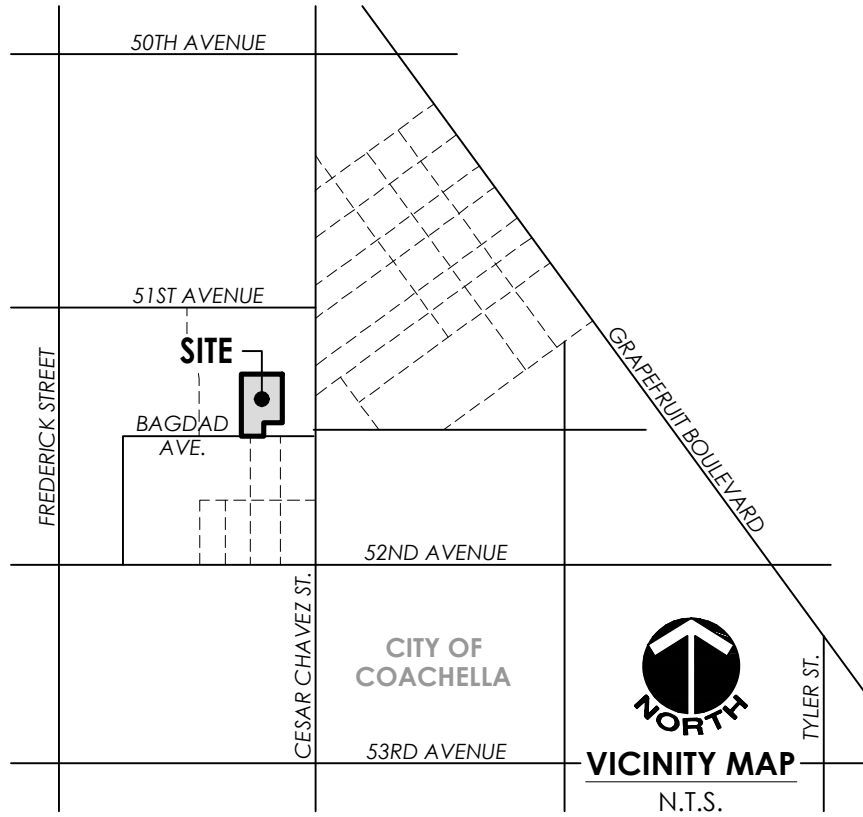 50TH AVENUE
51ST AVENUE
SITE
FREDERICK STREET
BAGDAD
AVE.
GRAPEFRUIT BOULEVARD
52ND AVENUE
CESAR CHAVEZ ST.
CITY OF
COACHELLA
NORTH
TYLER ST.
53RD AVENUE
VICINITY MAP
N.T.S.